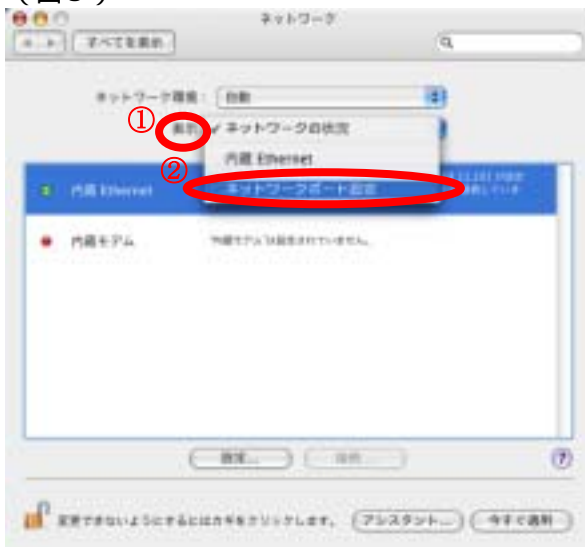 ネットワーク
すべてを表示
ネットワーク環境： 自動
① 表示 ✓ ネットワークの状況
内蔵 Ethernet
② ネットワークポート設定
内蔵 Ethernet
内蔵モデム 内蔵モデムは設定されていません。
設定...
?
変更できないようにするにはカギをクリックします。 アシスタント... 今すぐ適用